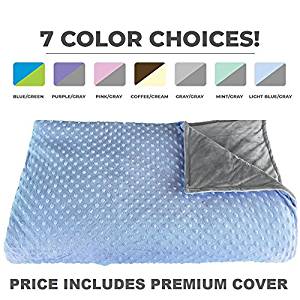 7 COLOR CHOICES!
BLUE/GREEN PURPLE/GRAY PINK/GRAY COFFEE/CREAM GRAY/GRAY MINT/GRAY LIGHT BLUE/GRAY
PRICE INCLUDES PREMIUM COVER